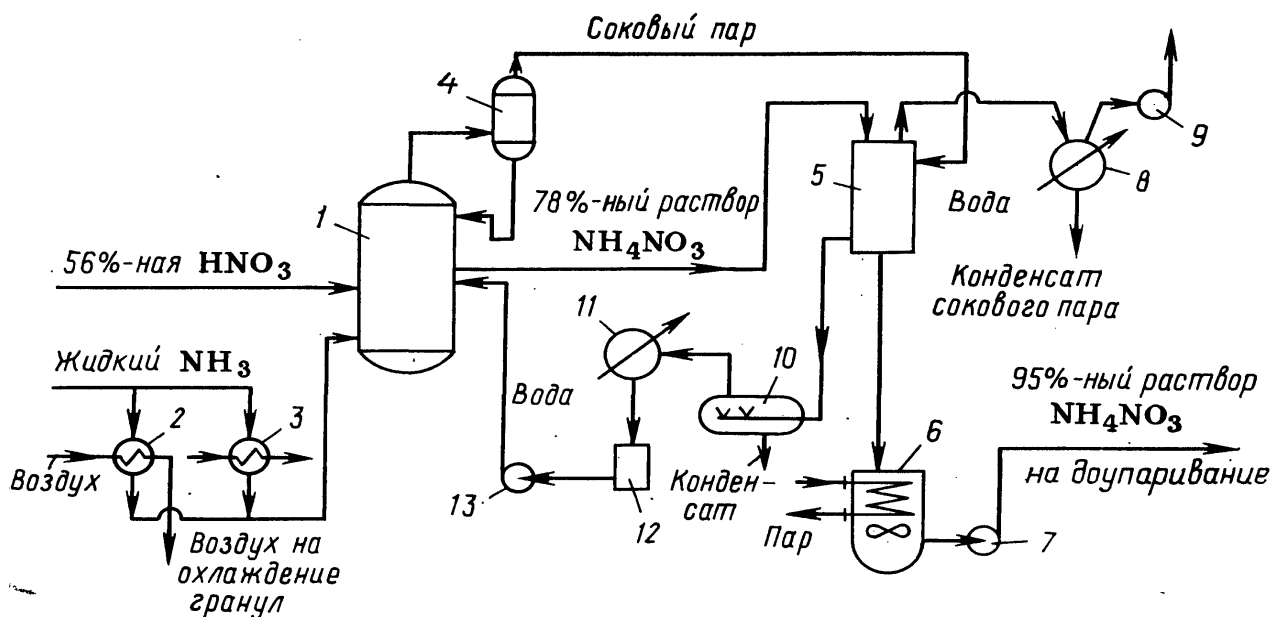 Соковый пар
4
9
5
Вода
8
78%-ный раствор
NH₄NO₃
1
56%-ная HNO₃
Конденсат
сокового пара
11
Жидкий NH₃
10
Вода
95%-ный раствор
NH₄NO₃
2
3
6
на доупаривание
Воздух
Конден-
сат
13
12
Пар
7
Воздух на
охлаждение
гранул